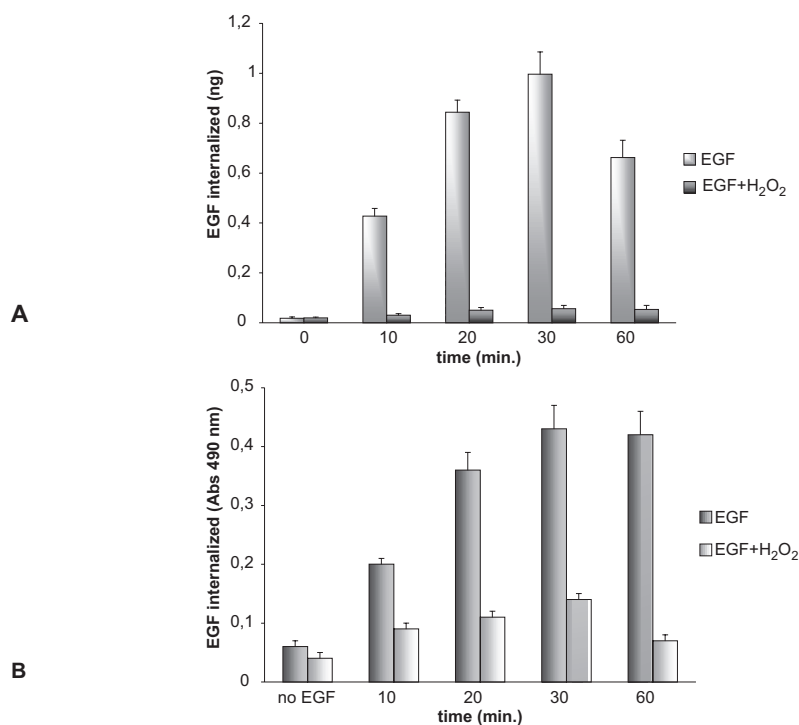 1,2
1
0,8
0,6
0,4
0,2
0
EGF internalized (ng)
0 10 20 30 60
time (min.)
EGF
EGF+H₂O₂
A
0,5
0,4
0,3
0,2
0,1
0
EGF internalized (Abs 490 nm)
no EGF 10 20 30 60
time (min.)
EGF
EGF+H₂O₂
B